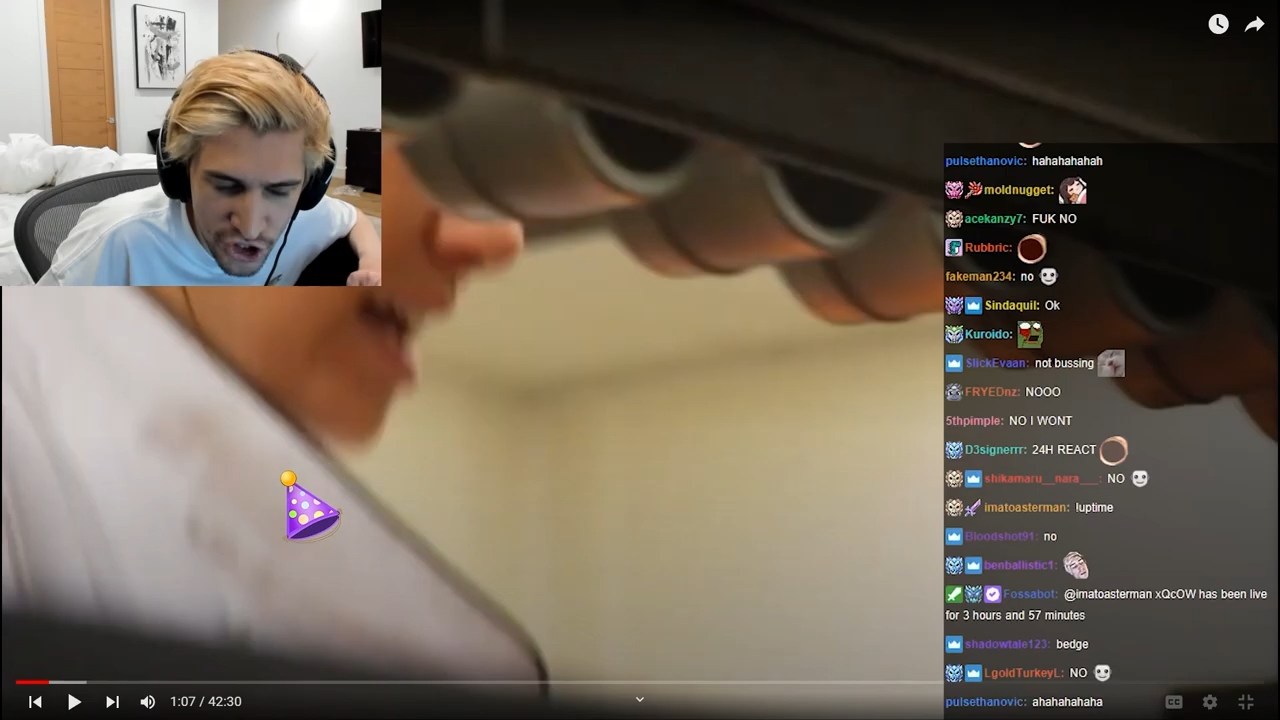 pulsethanovic: hahahahahah
moldnugget:
acekanzy7: FUK NO
Rubbric:
fakeman234: no
Sindaquil: Ok
Kuroido:
SlickEvaan: not bussing
FRYEDnz: NOOO
5thpimple: NO I WONT
D3signerrr: 24H REACT
shikamaru__nara___: NO
imatoasterman: !uptime
Bloodshot91: no
benballistic1:
Fossabot: @imatoasterman xQcOW has been live
for 3 hours and 57 minutes
shadowtale123: bedge
LgoldTurkeyL: NO
pulsethanovic: ahahahahaha
1:07 / 42:30
CC